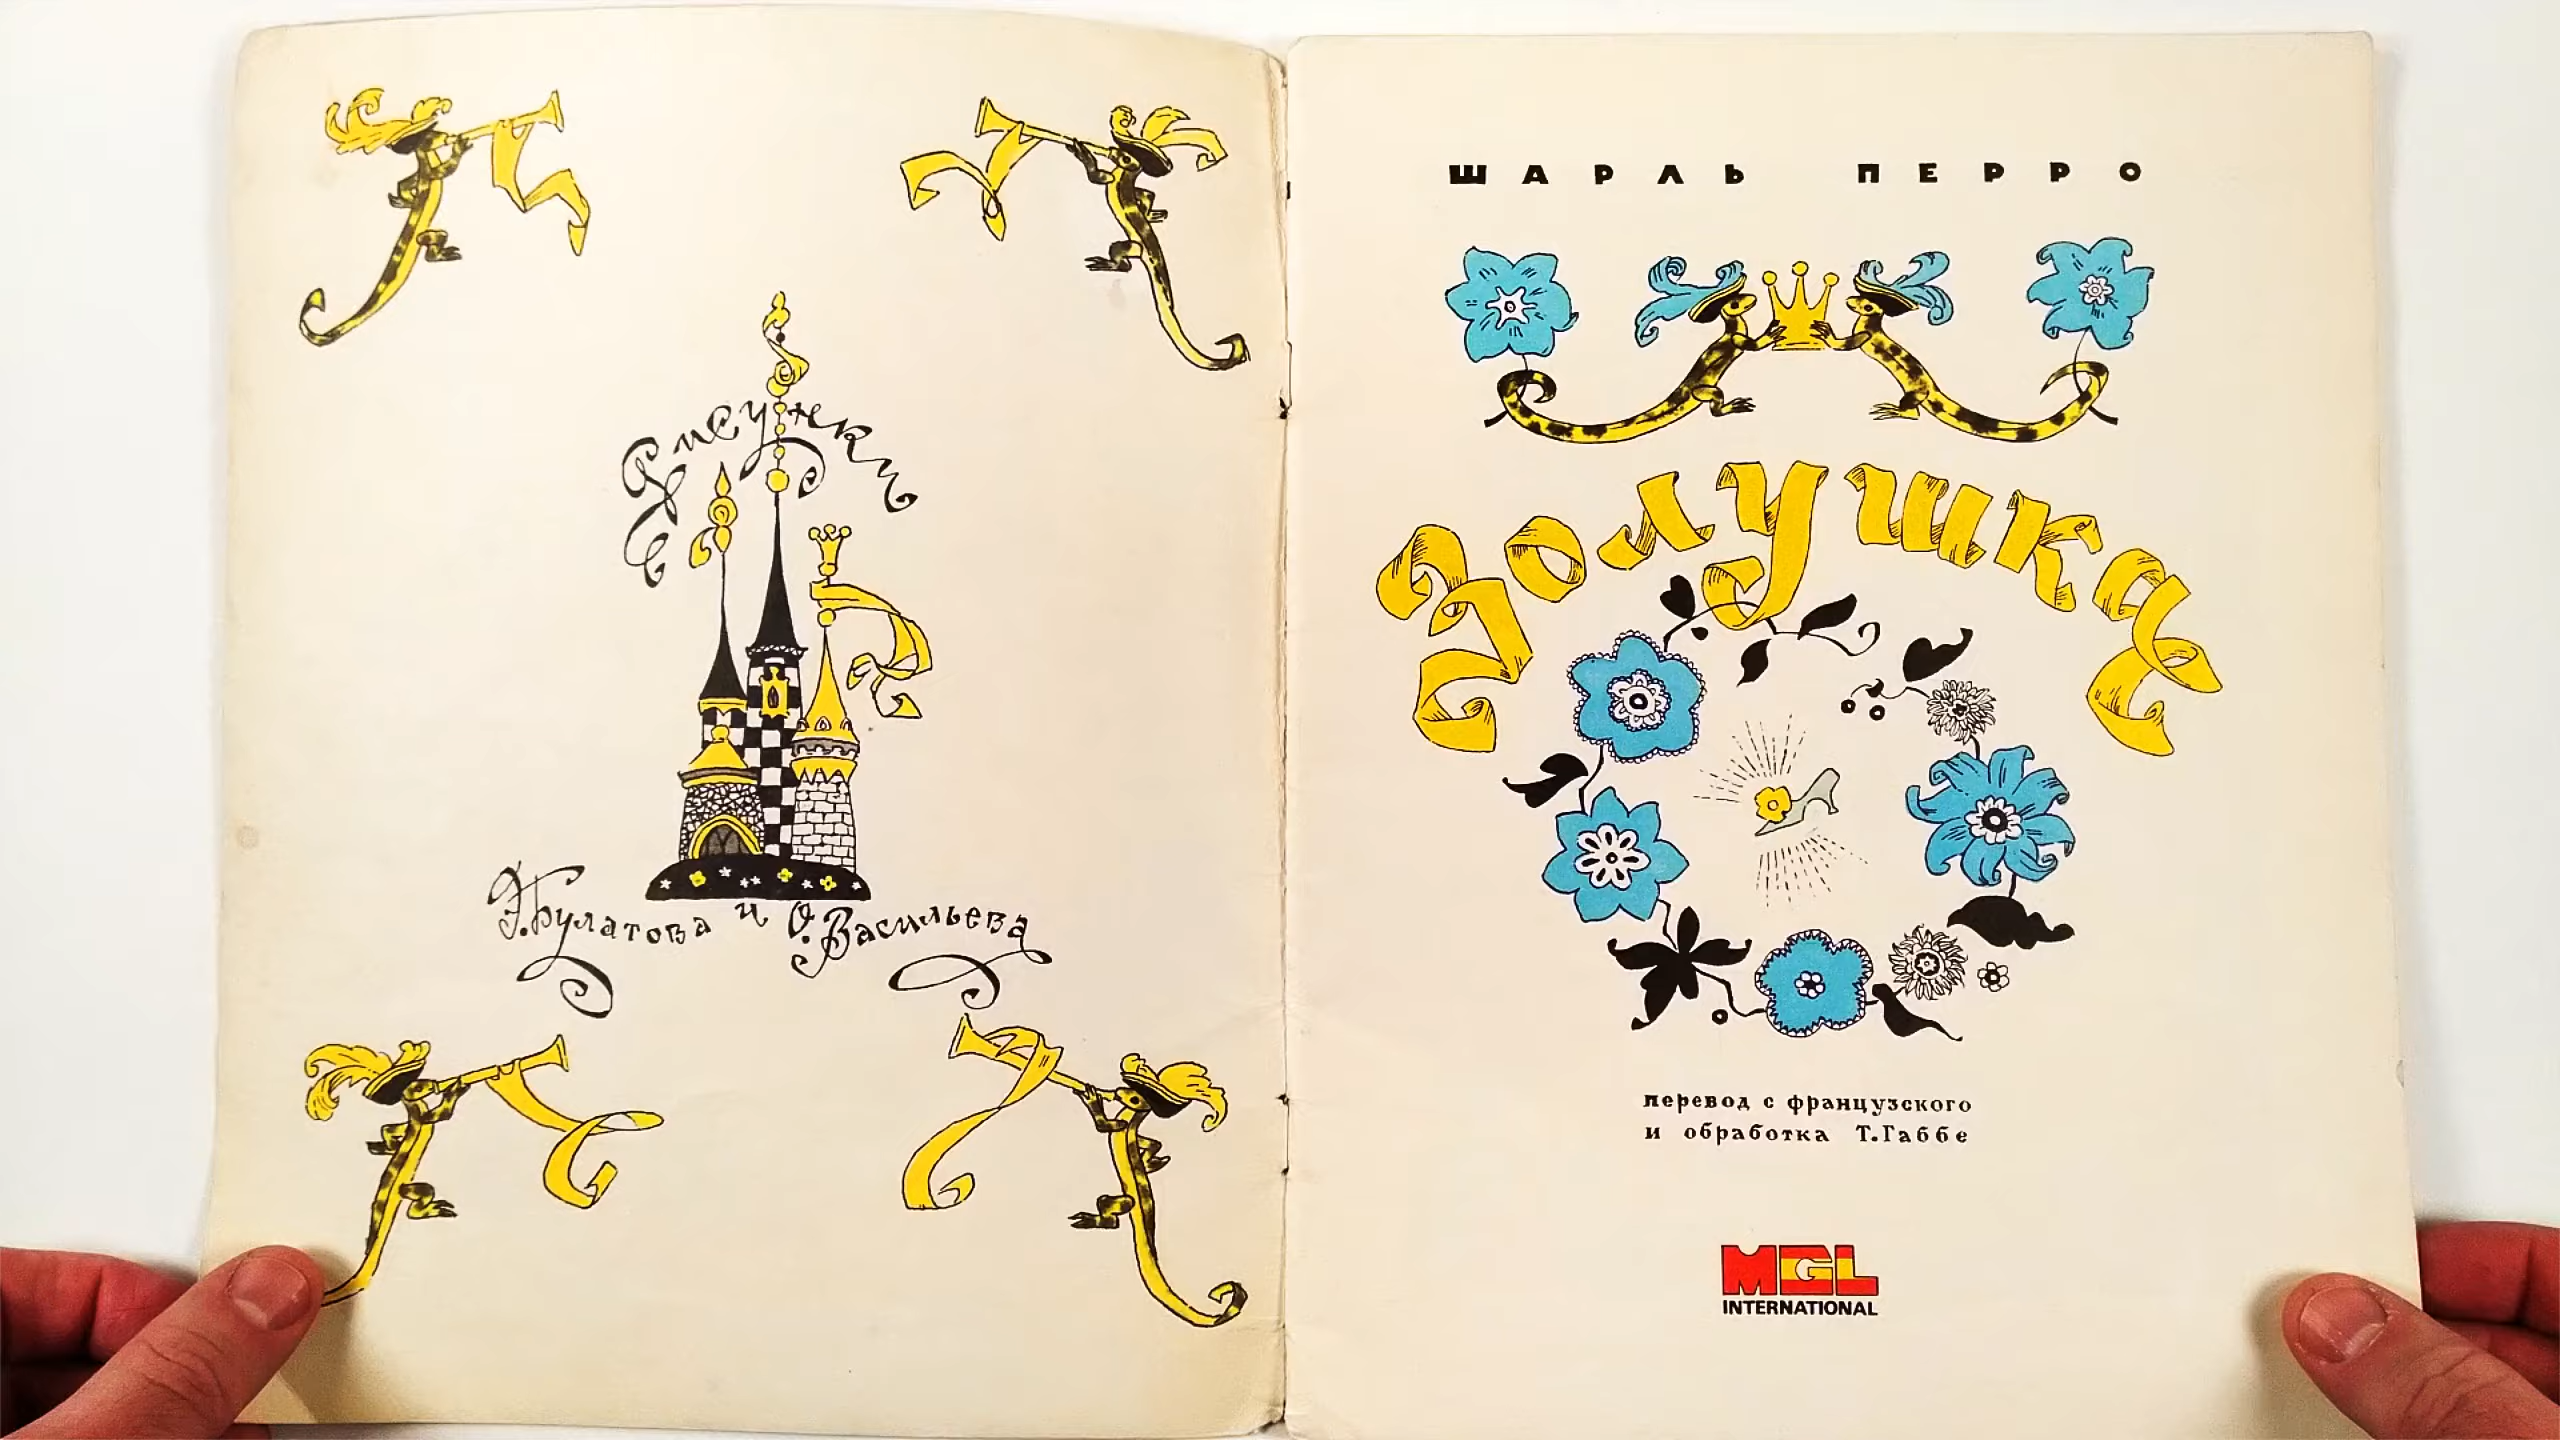 Рисунки
Э. Булатова и О. Васильева
ШАРЛЬ ПЕРРО
Золушка
перевод с французского
и обработка Т. Габбе
MGL
INTERNATIONAL